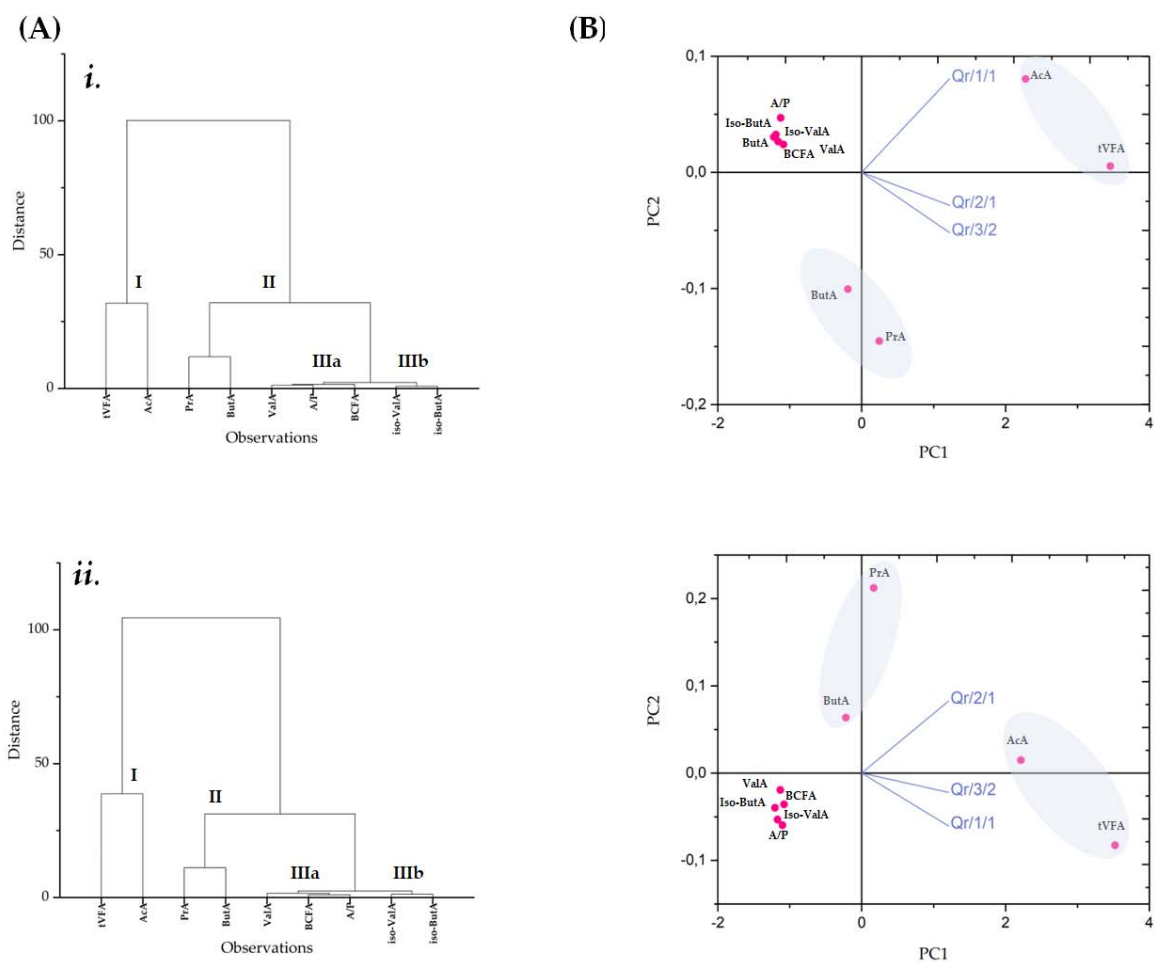 (A)
i.
100
50
0
Distance
I
II
IIIa
IIIb
tVFA
AcA
PrA
ButA
ValA
A/P
BCFA
iso-ValA
iso-ButA
Observations
(B)
0,1
0,0
-0,1
-0,2
PC2
Qr/1/1
AcA
A/P
Iso-ButA
Iso-ValA
ButA
BCFA ValA
tVFA
Qr/2/1
Qr/3/2
ButA
PrA
-2 0 2 4
PC1
ii.
100
50
0
Distance
I
II
IIIa
IIIb
tVFA
AcA
PrA
ButA
ValA
BCFA
A/P
iso-ValA
iso-ButA
Observations
0,2
0,1
0,0
-0,1
PC2
PrA
ButA
Qr/2/1
AcA
ValA
BCFA
Iso-ButA
Iso-ValA
A/P
Qr/3/2
Qr/1/1
tVFA
-2 0 2 4
PC1